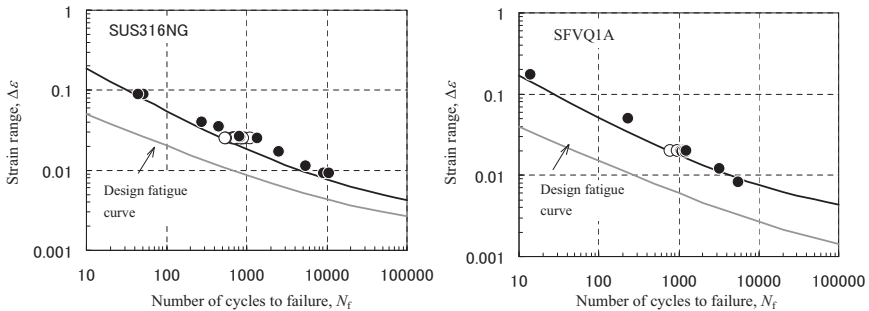 1
SUS316NG
0.1
0.01
0.001
Design fatigue
curve
10
100
1000
10000
100000
Strain range, Δε
Number of cycles to failure, Nf
1
SFVQ1A
0.1
0.01
0.001
Design fatigue
curve
10
100
1000
10000
100000
Strain range, Δε
Number of cycles to failure, Nf